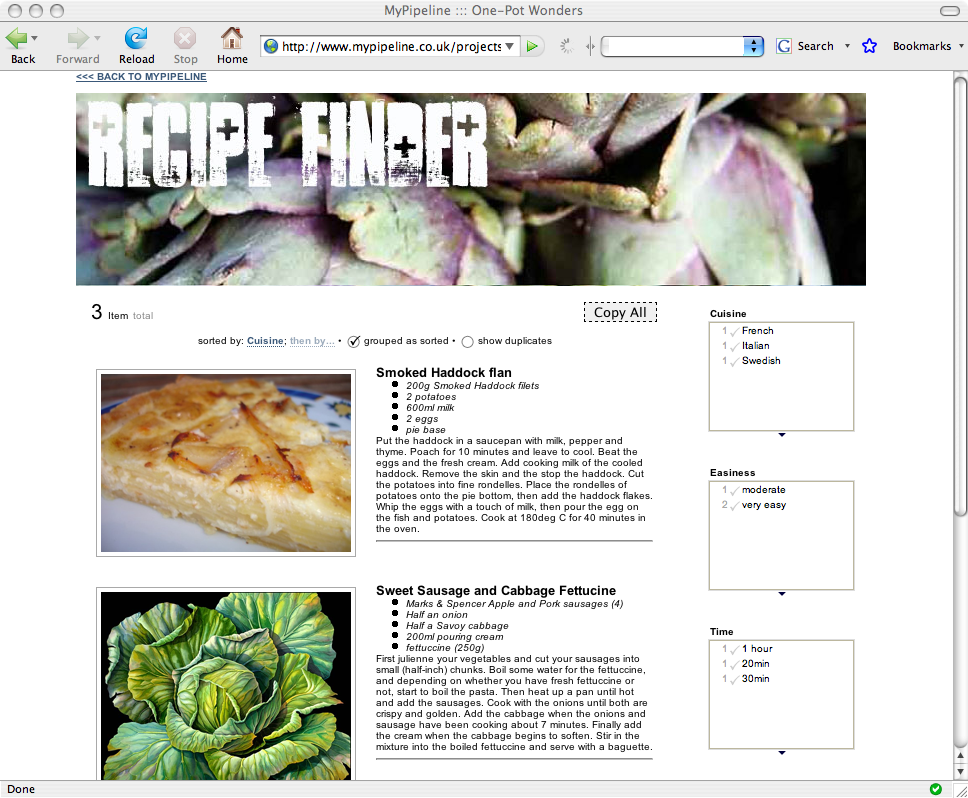 MyPipeline ::: One-Pot Wonders
Back
Forward
Reload
Stop
Home
http://www.mypipeline.co.uk/projects
Search
Bookmarks
<<< BACK TO MYPIPELINE
RECIPE FINDER
3 Item total
Copy All
sorted by: Cuisine; then by... • grouped as sorted • show duplicates
Smoked Haddock flan
200g Smoked Haddock filets
2 potatoes
600ml milk
2 eggs
pie base
Put the haddock in a saucepan with milk, pepper and
thyme. Poach for 10 minutes and leave to cool. Beat the
eggs and the fresh cream. Add cooking milk of the cooled
haddock. Remove the skin and the stop the haddock. Cut
the potatoes into fine rondelles. Place the rondelles of
potatoes onto the pie bottom, then add the haddock flakes.
Whip the eggs with a touch of milk, then pour the egg on
the fish and potatoes. Cook at 180deg C for 40 minutes in
the oven.
Sweet Sausage and Cabbage Fettucine
Marks & Spencer Apple and Pork sausages (4)
Half an onion
Half a Savoy cabbage
200ml pouring cream
fettuccine (250g)
First julienne your vegetables and cut your sausages into
small (half-inch) chunks. Boil some water for the fettuccine,
and depending on whether you have fresh fettuccine or
not, start to boil the pasta. Then heat up a pan until hot
and add the sausages. Cook with the onions until both are
crispy and golden. Add the cabbage when the onions and
sausage have been cooking about 7 minutes. Finally add
the cream when the cabbage begins to soften. Stir in the
mixture into the boiled fettuccine and serve with a baguette.
Cuisine
1 French
1 Italian
1 Swedish
Easiness
1 moderate
2 very easy
Time
1 1 hour
1 20min
1 30min
Done